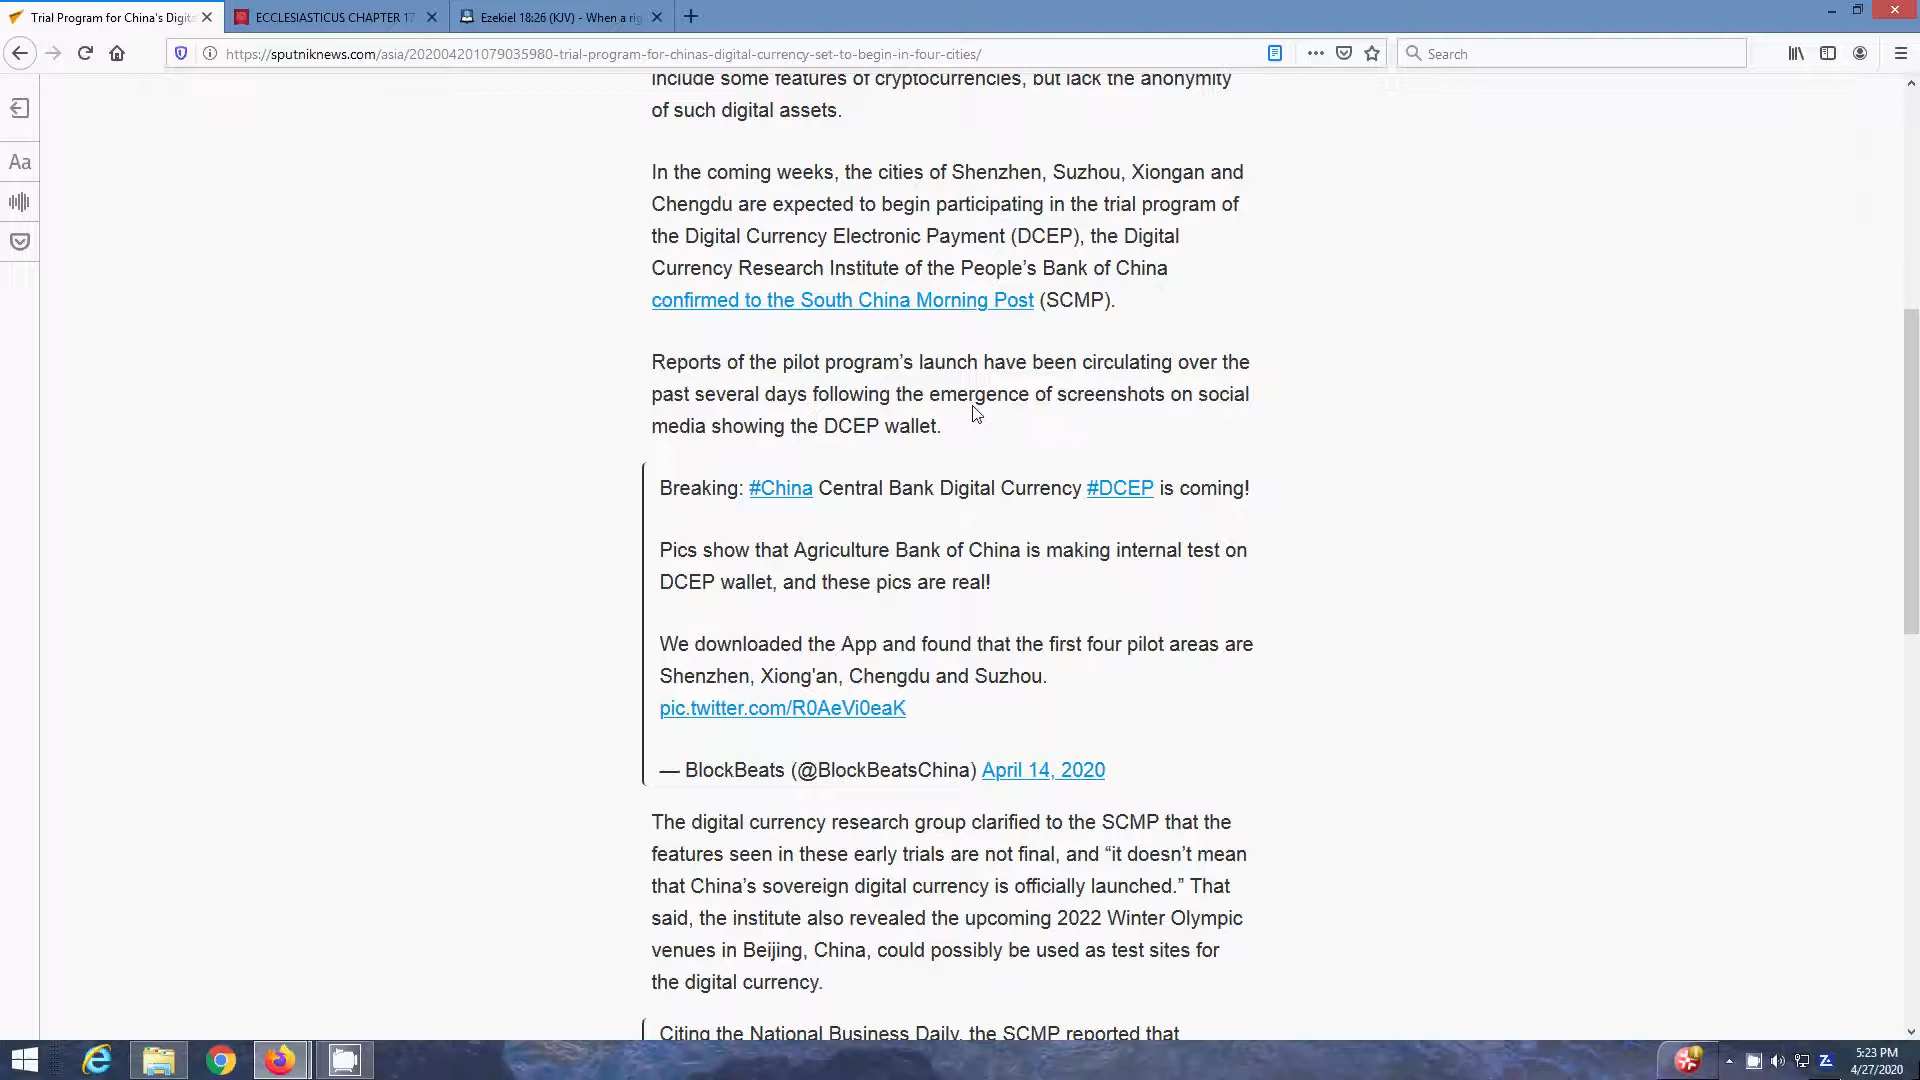 Trial Program for China's Digita
ECCLESIASTICUS CHAPTER 17
Ezekiel 18:26 (KJV) - When a rig
https://sputniknews.com/asia/202004201079035980-trial-program-for-chinas-digital-currency-set-to-begin-in-four-cities/
Search
Aa
include some features of cryptocurrencies, but lack the anonymity
of such digital assets.
In the coming weeks, the cities of Shenzhen, Suzhou, Xiongan and
Chengdu are expected to begin participating in the trial program of
the Digital Currency Electronic Payment (DCEP), the Digital
Currency Research Institute of the People’s Bank of China
confirmed to the South China Morning Post (SCMP).
Reports of the pilot program’s launch have been circulating over the
past several days following the emergence of screenshots on social
media showing the DCEP wallet.
Breaking: #China Central Bank Digital Currency #DCEP is coming!
Pics show that Agriculture Bank of China is making internal test on
DCEP wallet, and these pics are real!
We downloaded the App and found that the first four pilot areas are
Shenzhen, Xiong'an, Chengdu and Suzhou.
pic.twitter.com/R0AeVi0eaK
— BlockBeats (@BlockBeatsChina) April 14, 2020
The digital currency research group clarified to the SCMP that the
features seen in these early trials are not final, and “it doesn’t mean
that China’s sovereign digital currency is officially launched.” That
said, the institute also revealed the upcoming 2022 Winter Olympic
venues in Beijing, China, could possibly be used as test sites for
the digital currency.
Citing the National Business Daily, the SCMP reported that
5:23 PM
4/27/2020